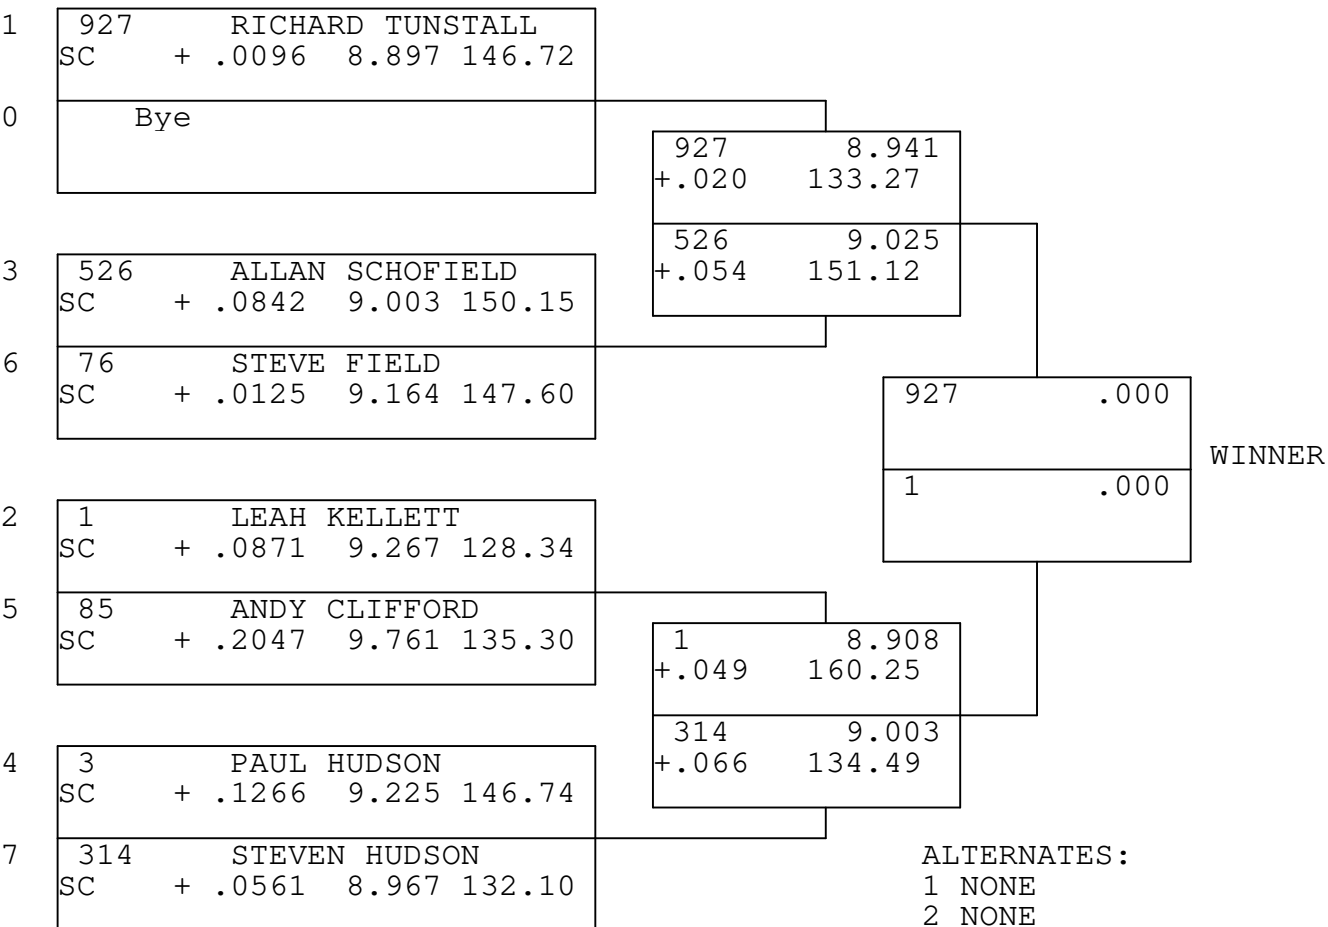 1 927 RICHARD TUNSTALL
SC + .0096 8.897 146.72
0 Bye
927 8.941
+.020 133.27
526 9.025
+.054 151.12
3 526 ALLAN SCHOFIELD
SC + .0842 9.003 150.15
6 76 STEVE FIELD
SC + .0125 9.164 147.60
927 .000
WINNER
1 .000
2 1 LEAH KELLETT
SC + .0871 9.267 128.34
5 85 ANDY CLIFFORD
SC + .2047 9.761 135.30
1 8.908
+.049 160.25
314 9.003
+.066 134.49
4 3 PAUL HUDSON
SC + .1266 9.225 146.74
7 314 STEVEN HUDSON
SC + .0561 8.967 132.10
ALTERNATES:
1 NONE
2 NONE